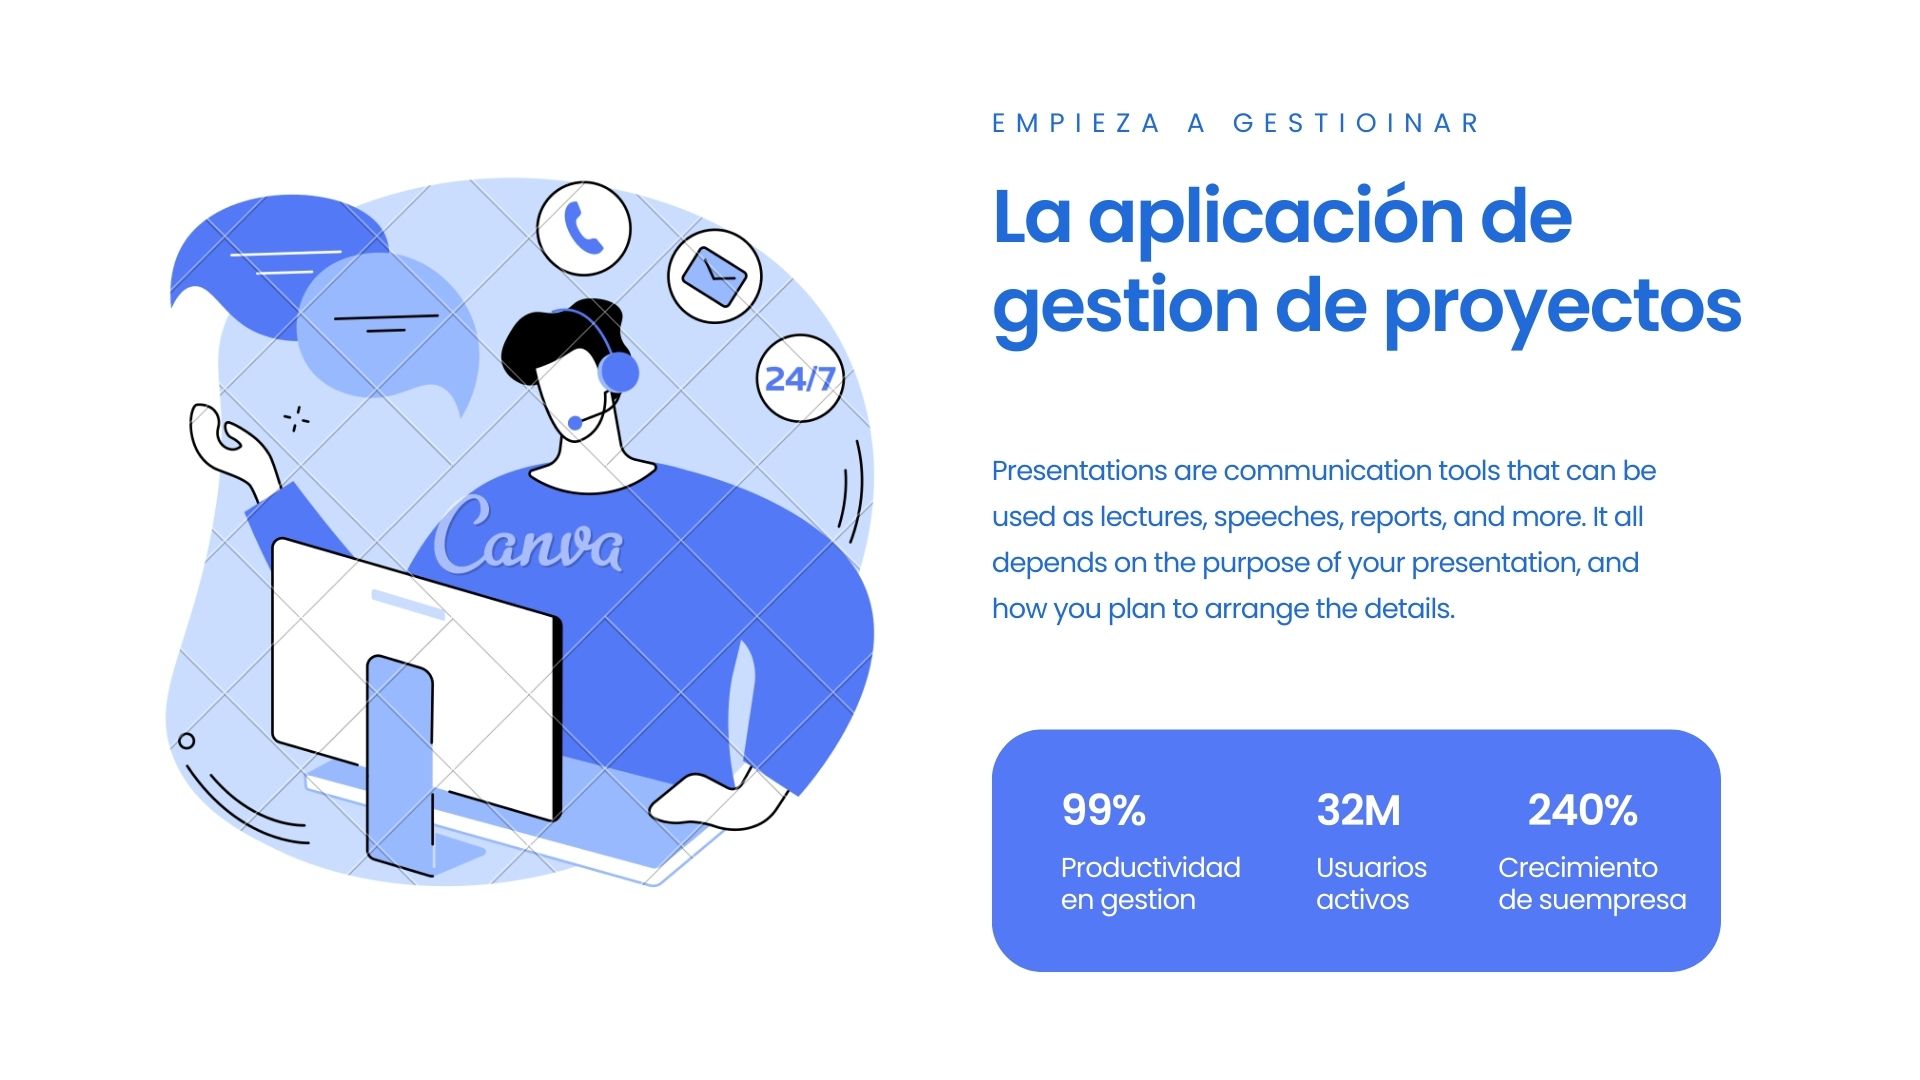 EMPIEZA A GESTIOINAR
La aplicación de
gestion de proyectos
24/7
Canva
Presentations are communication tools that can be
used as lectures, speeches, reports, and more. It all
depends on the purpose of your presentation, and
how you plan to arrange the details.
99%
Productividad
en gestion
32M
Usuarios
activos
240%
Crecimiento
de suempresa